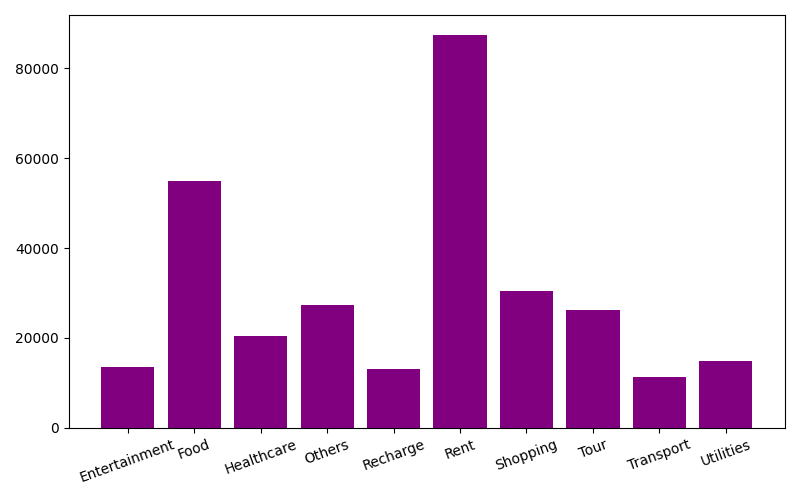 80000
60000
40000
20000
0
Entertainment
Food
Healthcare
Others
Recharge
Rent
Shopping
Tour
Transport
Utilities